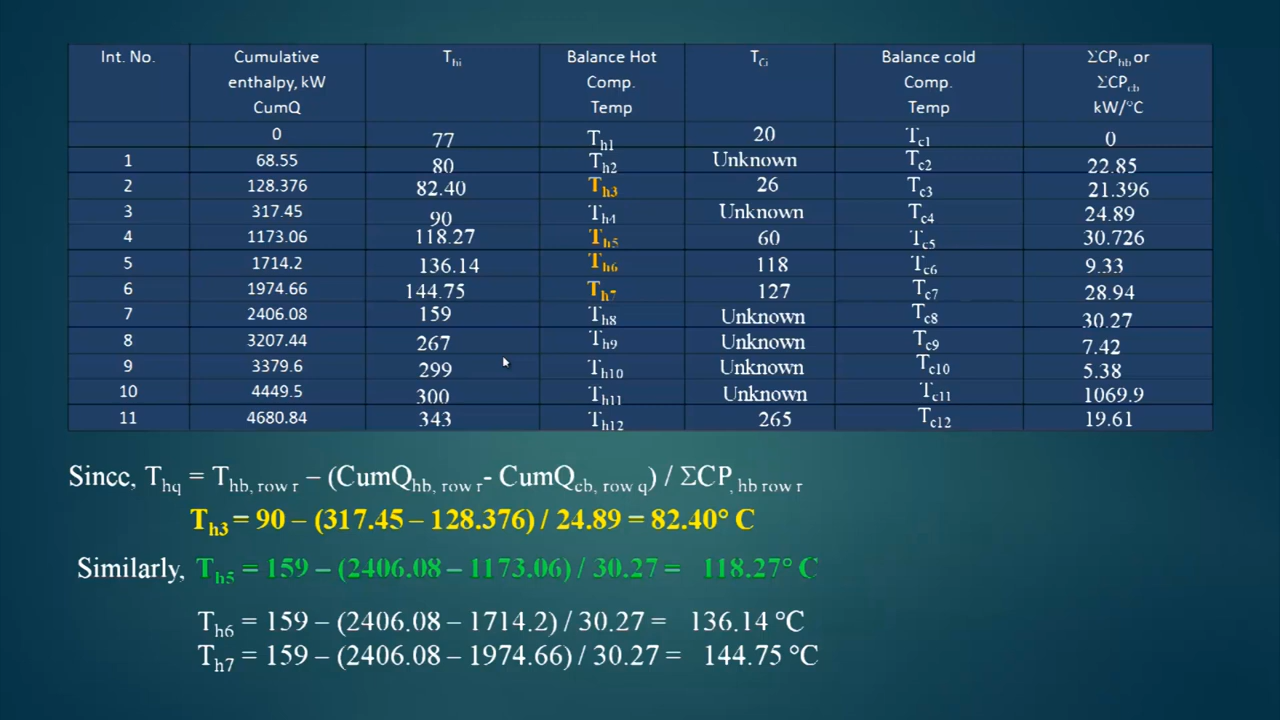 Int. No. Cumulative enthalpy, kW CumQ Thi Balance Hot Comp. Temp TCi Balance cold Comp. Temp ΣCPhb or ΣCPcb kW/°C
0 77 Th1 20 Tc1 0
1 68.55 80 Th2 Unknown Tc2 22.85
2 128.376 82.40 Th3 26 Tc3 21.396
3 317.45 90 Th4 Unknown Tc4 24.89
4 1173.06 118.27 Th5 60 Tc5 30.726
5 1714.2 136.14 Th6 118 Tc6 9.33
6 1974.66 144.75 Th7 127 Tc7 28.94
7 2406.08 159 Th8 Unknown Tc8 30.27
8 3207.44 267 Th9 Unknown Tc9 7.42
9 3379.6 299 Th10 Unknown Tc10 5.38
10 4449.5 300 Th11 Unknown Tc11 1069.9
11 4680.84 343 Th12 265 Tc12 19.61
Since, Thq = Thb, row r – (CumQhb, row r- CumQcb, row q) / ΣCP, hb row r
Th3 = 90 – (317.45 – 128.376) / 24.89 = 82.40° C
Similarly, Th5 = 159 – (2406.08 – 1173.06) / 30.27 = 118.27° C
Th6 = 159 – (2406.08 – 1714.2) / 30.27 = 136.14 °C
Th7 = 159 – (2406.08 – 1974.66) / 30.27 = 144.75 °C